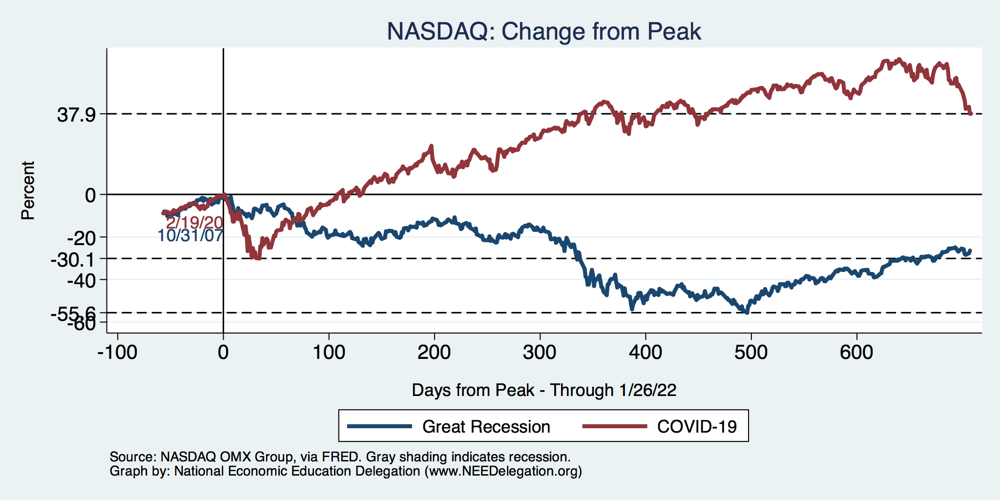 NASDAQ: Change from Peak
Percent
37.9
0
-20
-30.1
-40
-55.6
-60
2/19/20
10/31/07
-100 0 100 200 300 400 500 600
Days from Peak - Through 1/26/22
Great Recession COVID-19
Source: NASDAQ OMX Group, via FRED. Gray shading indicates recession.
Graph by: National Economic Education Delegation (www.NEEDelegation.org)